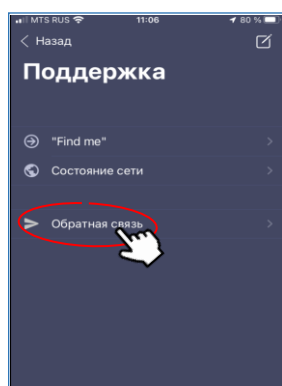 MTS RUS 11:06 80 %
Назад
Поддержка
"Find me"
Состояние сети
Обратная связь